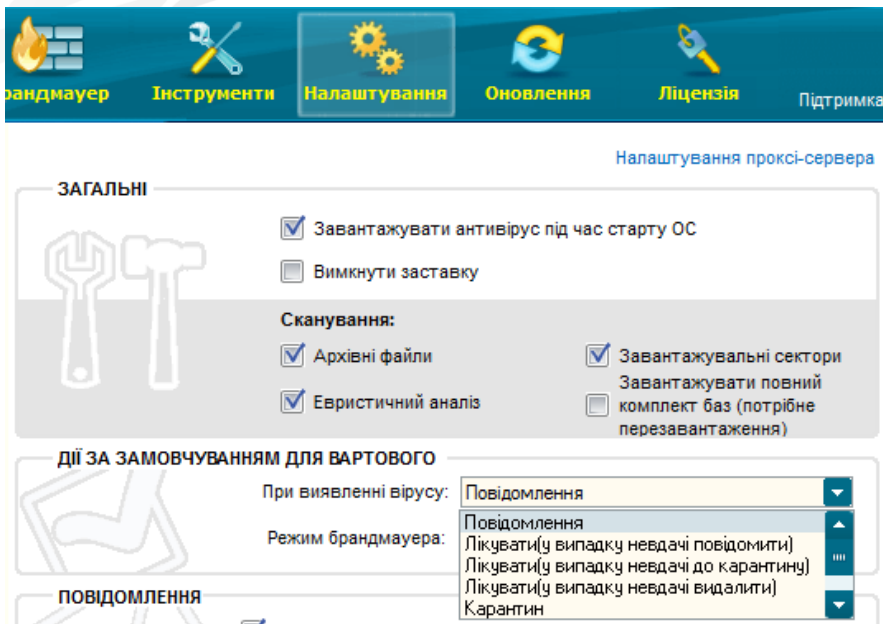 рандмауер Інструменти Налаштування Оновлення Ліцензія Підтримка
Налаштування проксі-сервера
ЗАГАЛЬНІ
Завантажувати антивірус під час старту ОС
Вимкнути заставку
Сканування:
Архівні файли
Завантажувальні сектори
Евристичний аналіз
Завантажувати повний
комплект баз (потрібне
перезавантаження)
ДІЇ ЗА ЗАМОВЧУВАННЯМ ДЛЯ ВАРТОВОГО
При виявленні вірусу: Повідомлення
Режим брандмауера:
Повідомлення
Лікувати(у випадку невдачі повідомити)
Лікувати(у випадку невдачі до карантину)
Лікувати(у випадку невдачі видалити)
Карантин
ПОВІДОМЛЕННЯ